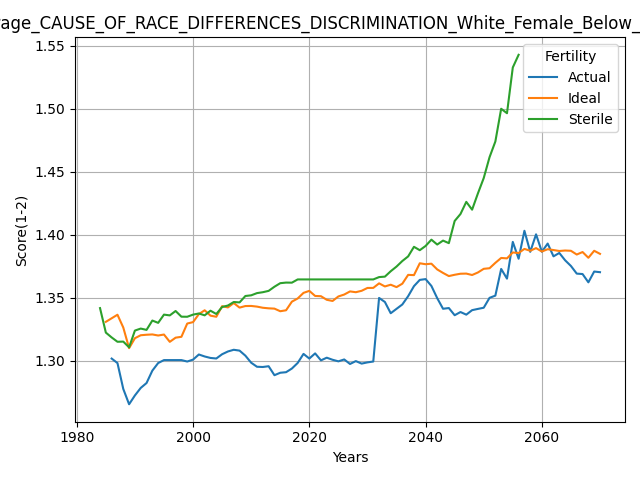 rage_CAUSE_OF_RACE_DIFFERENCES_DISCRIMINATION_White_Female_Below_
Fertility
Actual
Ideal
Sterile
1.55
1.50
1.45
1.40
1.35
1.30
Score(1-2)
1980
2000
2020
2040
2060
Years